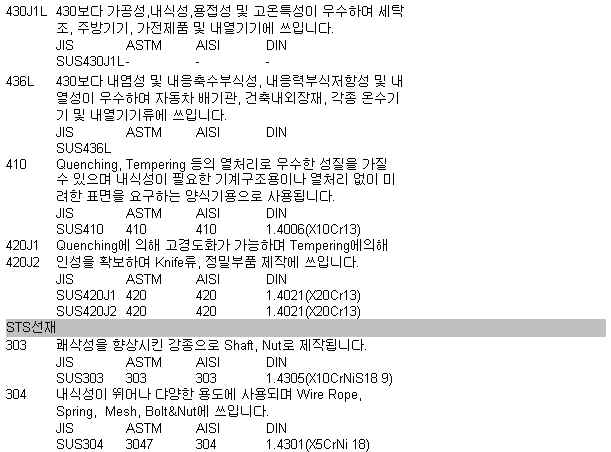 430J1L 430보다 가공성,내식성,용접성 및 고온특성이 우수하며 세탁
조, 주방기기, 가전제품 및 내열기기에 쓰입니다.
JIS ASTM AISI DIN
SUS430J1L- - -
436L 430보다 내염성 및 내응축수부식성, 내응력부식저항성 및 내
열성이 우수하며 자동차 배기관, 건축내외장재, 각종 온수기
기 및 내열기기류에 쓰입니다.
JIS ASTM AISI DIN
SUS436L
410 Quenching, Tempering 등의 열처리로 우수한 성질을 가질
수 있으며 내식성이 필요한 기계구조용이나 열처리 없이 미
려한 표면을 요구하는 양식기용으로 사용됩니다.
JIS ASTM AISI DIN
SUS410 410 410 1.4006(X10Cr13)
420J1 Quenching에 의해 고경도화가 가능하며 Tempering에의해
420J2 인성을 확보하여 Knife류, 정밀부품 제작에 쓰입니다.
JIS ASTM AISI DIN
SUS420J1 420 420 1.4021(X20Cr13)
SUS420J2 420 420 1.4021(X20Cr13)
STS선재
303 쾌삭성을 향상시킨 강종으로 Shaft, Nut로 제작됩니다.
JIS ASTM AISI DIN
SUS303 303 303 1.4305(X10CrNiS18 9)
304 내식성이 뛰어나 댜양한 용도에 사용되며 Wire Rope,
Spring, Mesh, Bolt&Nut에 쓰입니다.
JIS ASTM AISI DIN
SUS304 3047 304 1.4301(X5CrNi 18)